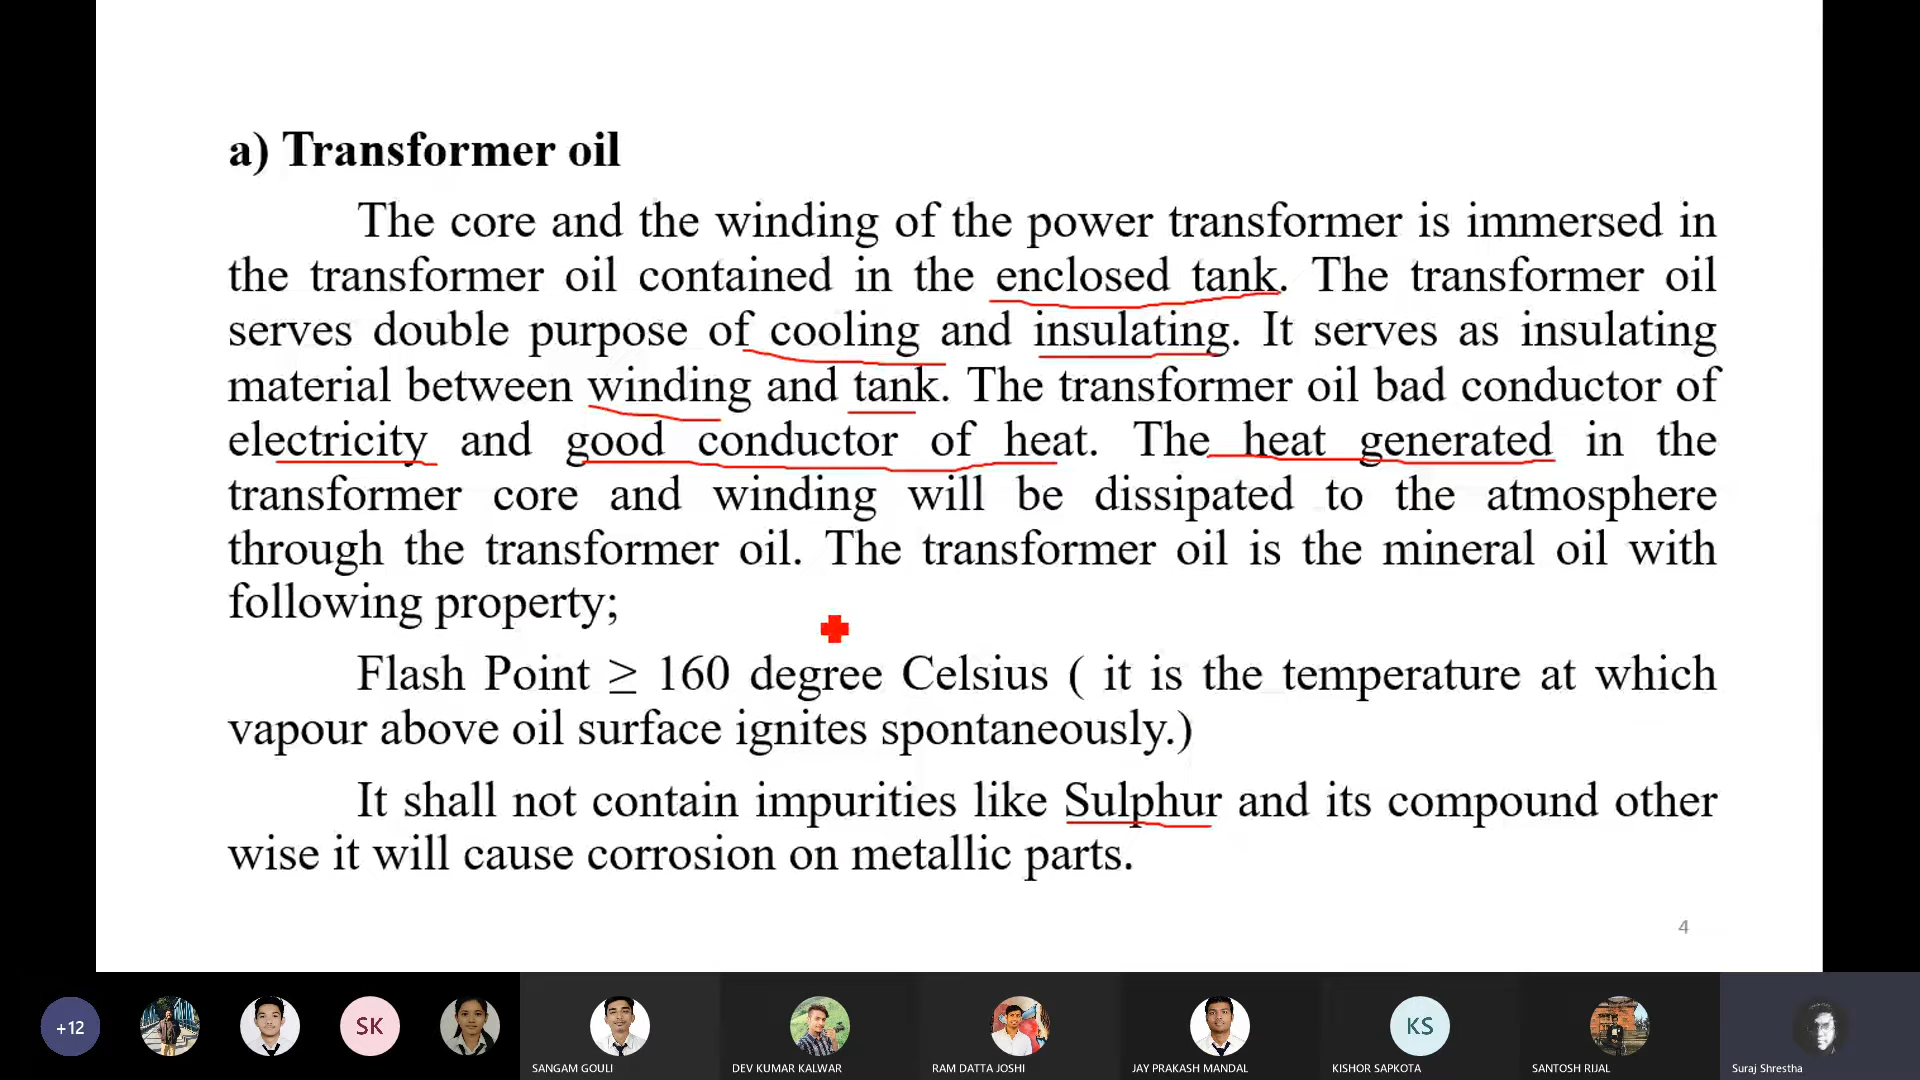 a) Transformer oil
The core and the winding of the power transformer is immersed in
the transformer oil contained in the enclosed tank. The transformer oil
serves double purpose of cooling and insulating. It serves as insulating
material between winding and tank. The transformer oil bad conductor of
electricity and good conductor of heat. The heat generated in the
transformer core and winding will be dissipated to the atmosphere
through the transformer oil. The transformer oil is the mineral oil with
following property;
Flash Point ≥ 160 degree Celsius ( it is the temperature at which
vapour above oil surface ignites spontaneously.)
It shall not contain impurities like Sulphur and its compound other
wise it will cause corrosion on metallic parts.
4
+12
SK
KS
SANGAM GOULI
DEV KUMAR KALWAR
RAM DATTA JOSHI
JAY PRAKASH MANDAL
KISHOR SAPKOTA
SANTOSH RIJAL
Suraj Shrestha